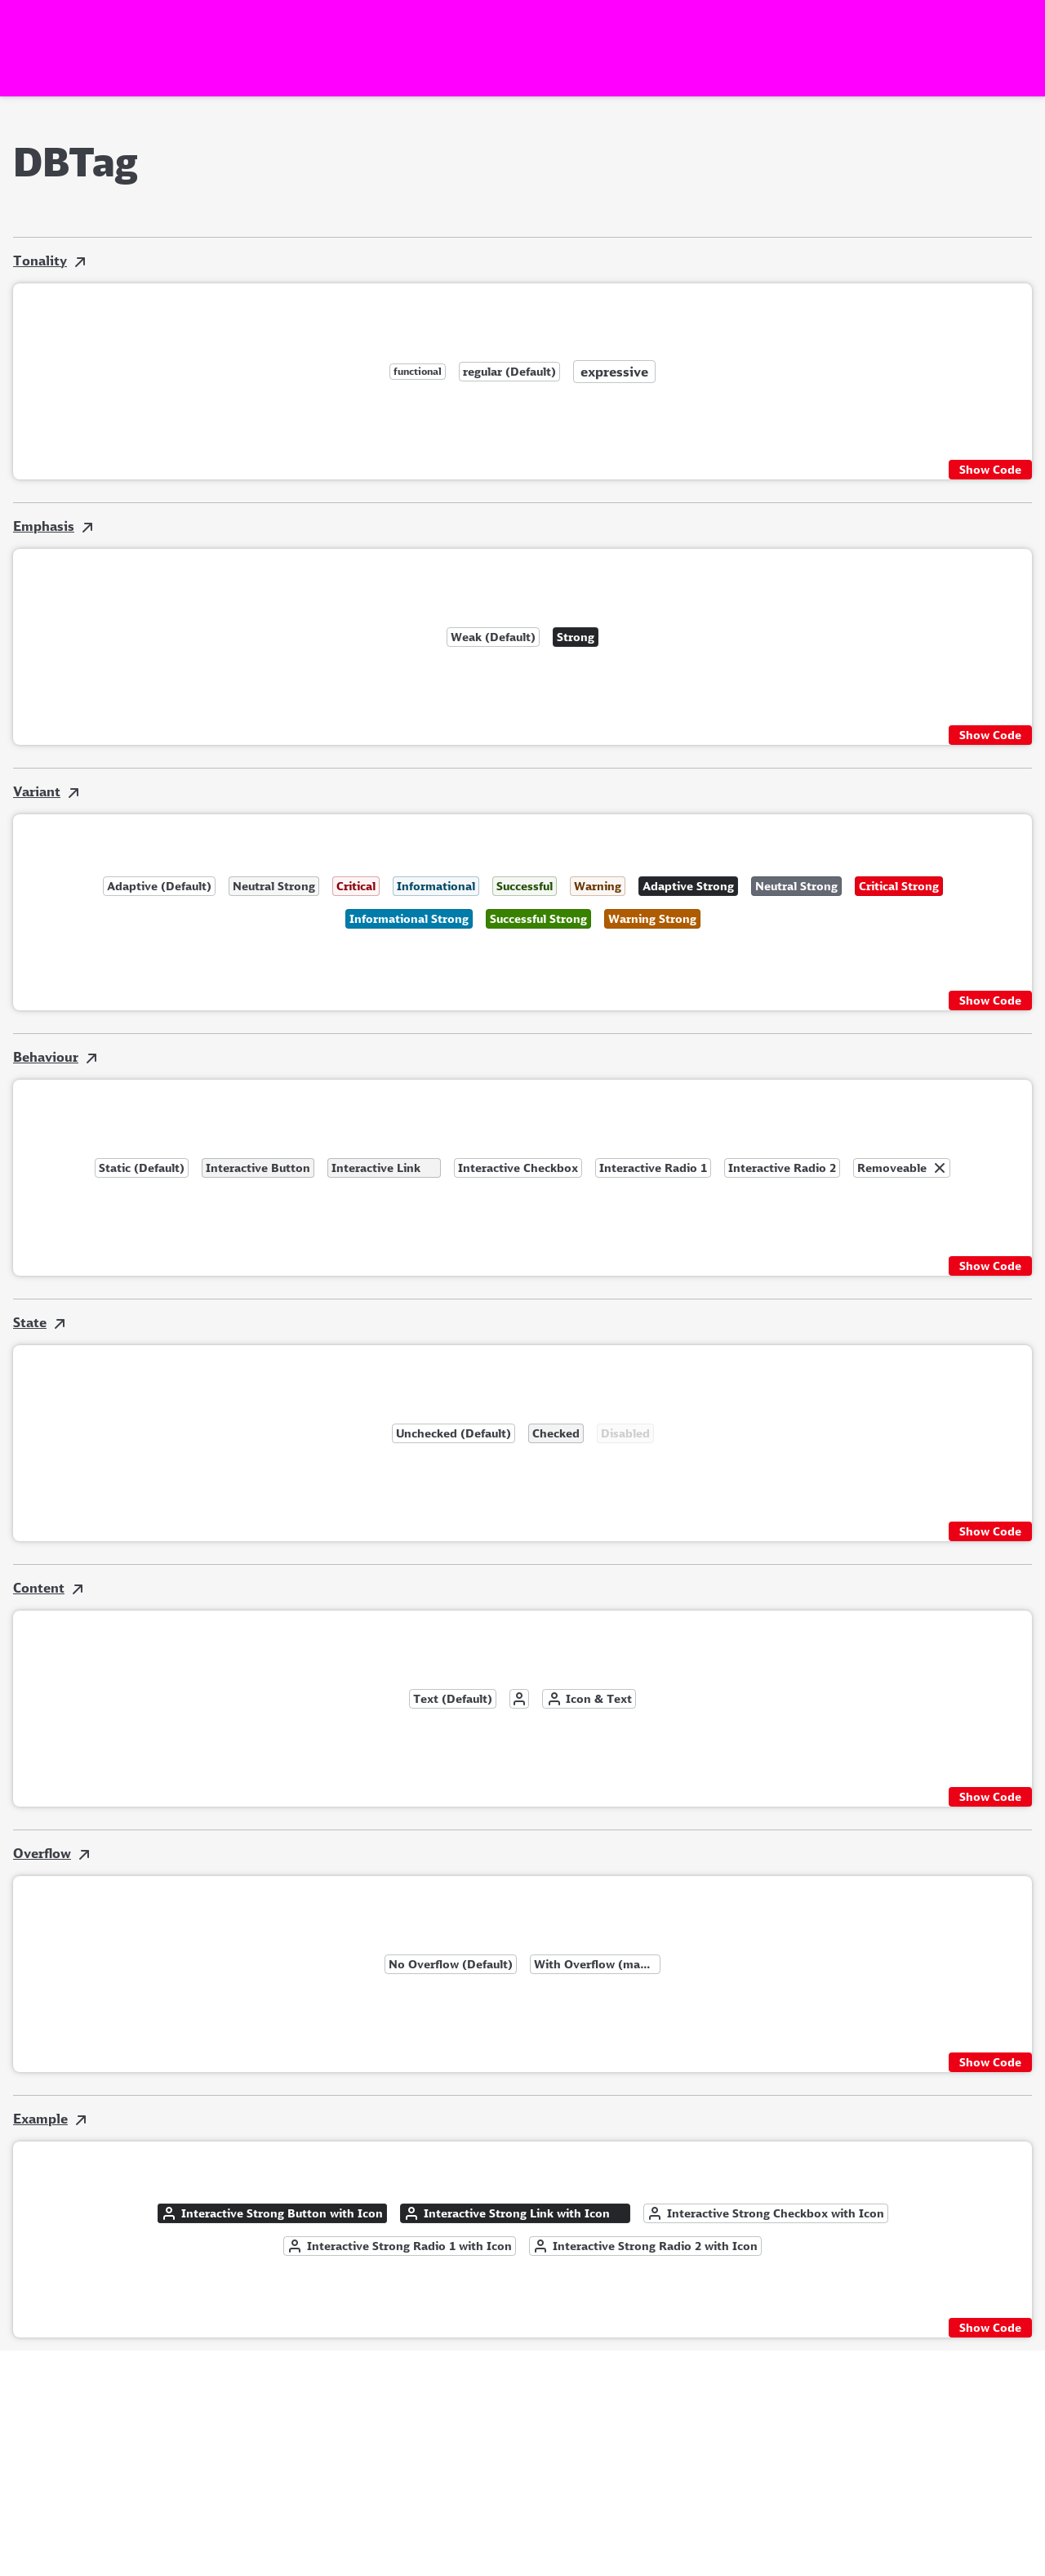 DBTag
Tonality
functional regular (Default) expressive
Show Code
Emphasis
Weak (Default) Strong
Show Code
Variant
Adaptive (Default) Neutral Strong Critical Informational Successful Warning Adaptive Strong Neutral Strong Critical Strong
Informational Strong Successful Strong Warning Strong
Show Code
Behaviour
Static (Default) Interactive Button Interactive Link Interactive Checkbox Interactive Radio 1 Interactive Radio 2 Removeable
Show Code
State
Unchecked (Default) Checked Disabled
Show Code
Content
Text (Default) Icon & Text
Show Code
Overflow
No Overflow (Default) With Overflow (ma...
Show Code
Example
Interactive Strong Button with Icon Interactive Strong Link with Icon Interactive Strong Checkbox with Icon
Interactive Strong Radio 1 with Icon Interactive Strong Radio 2 with Icon
Show Code